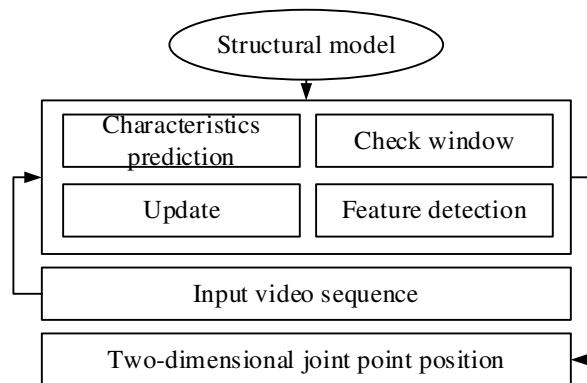 Structural model
Characteristics
prediction
Check window
Update
Feature detection
Input video sequence
Two-dimensional joint point position